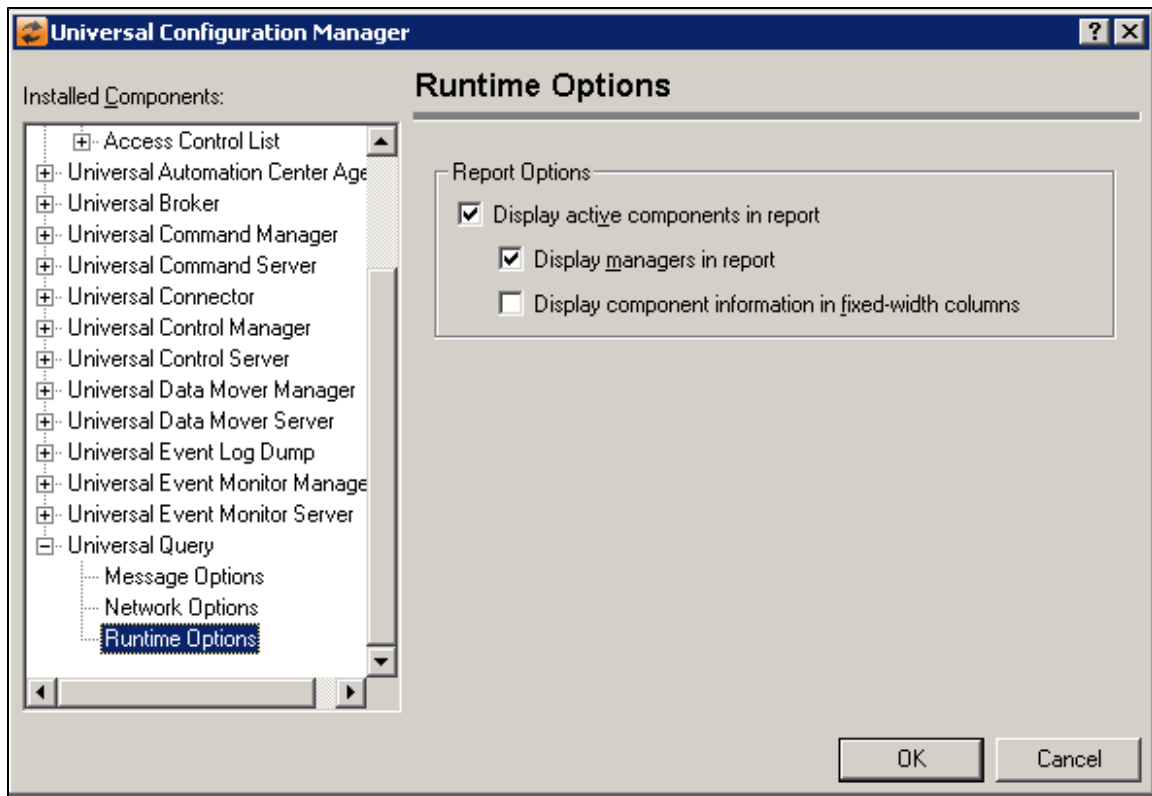 Universal Configuration Manager
Installed Components:
Access Control List
Universal Automation Center Age
Universal Broker
Universal Command Manager
Universal Command Server
Universal Connector
Universal Control Manager
Universal Control Server
Universal Data Mover Manager
Universal Data Mover Server
Universal Event Log Dump
Universal Event Monitor Manage
Universal Event Monitor Server
Universal Query
Message Options
Network Options
Runtime Options
Runtime Options
Report Options
Display active components in report
Display managers in report
Display component information in fixed-width columns
OK
Cancel